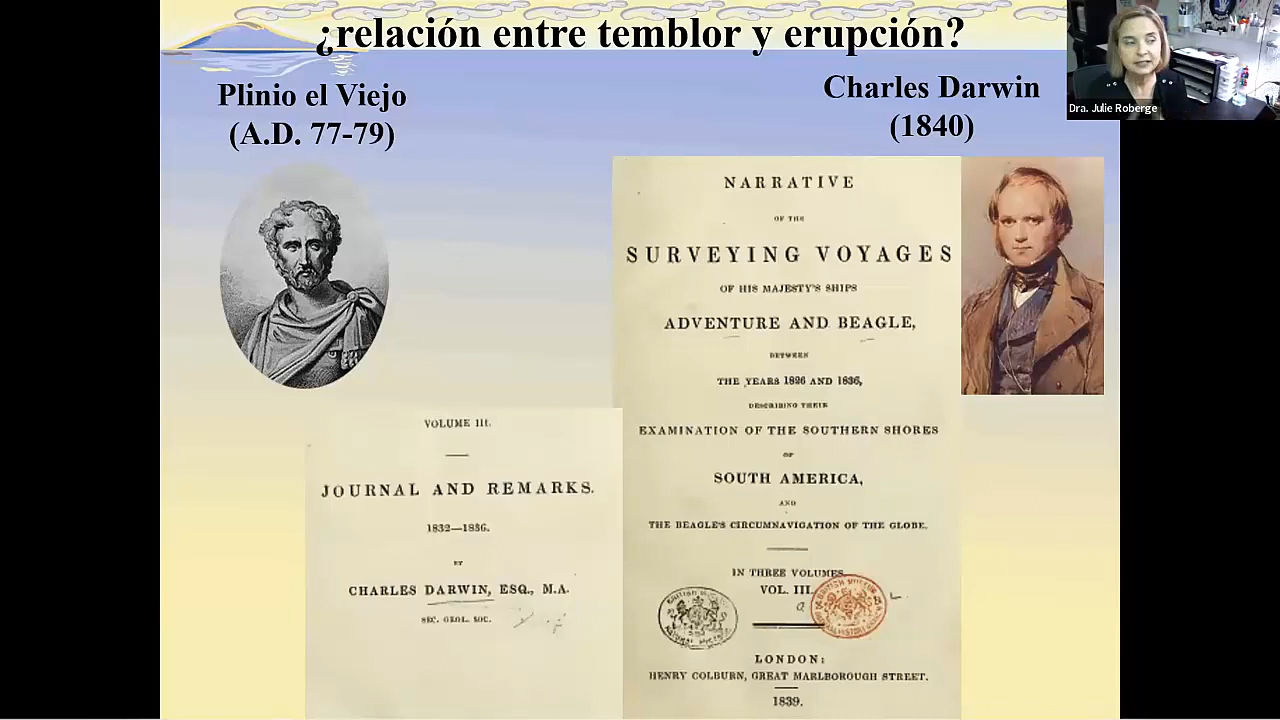 ¿relación entre temblor y erupción?
Plinio el Viejo
(A.D. 77-79)
Charles Darwin
(1840)
Dra. Julie Roberge
NARRATIVE
OF THE
SURVEYING VOYAGES
OF HIS MAJESTY'S SHIPS
ADVENTURE AND BEAGLE,
BETWEEN
THE YEARS 1826 AND 1836,
DESCRIBING THEIR
EXAMINATION OF THE SOUTHERN SHORES
OF
SOUTH AMERICA,
AND
THE BEAGLE'S CIRCUMNAVIGATION OF THE GLOBE.
IN THREE VOLUMES.
VOL. III.
LONDON:
HENRY COLBURN, GREAT MARLBOROUGH STREET.
1839.
VOLUME III.
JOURNAL AND REMARKS.
1832—1836.
BY
CHARLES DARWIN, ESQ., M.A.
SEC. GEOL. SOC.